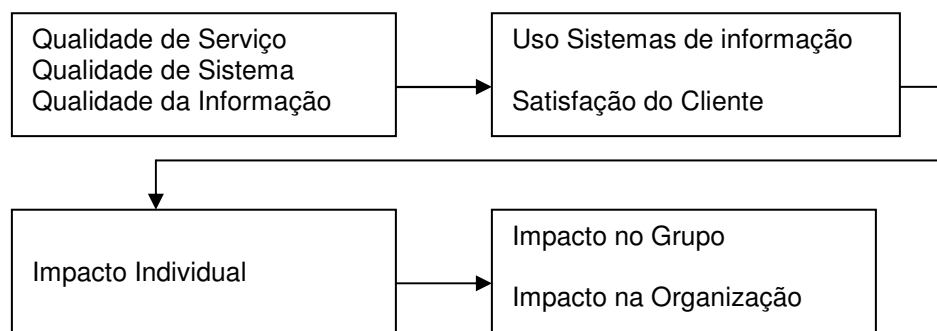 Qualidade de Serviço
Qualidade de Sistema
Qualidade da Informação
Uso Sistemas de informação
Satisfação do Cliente
Impacto Individual
Impacto no Grupo
Impacto na Organização